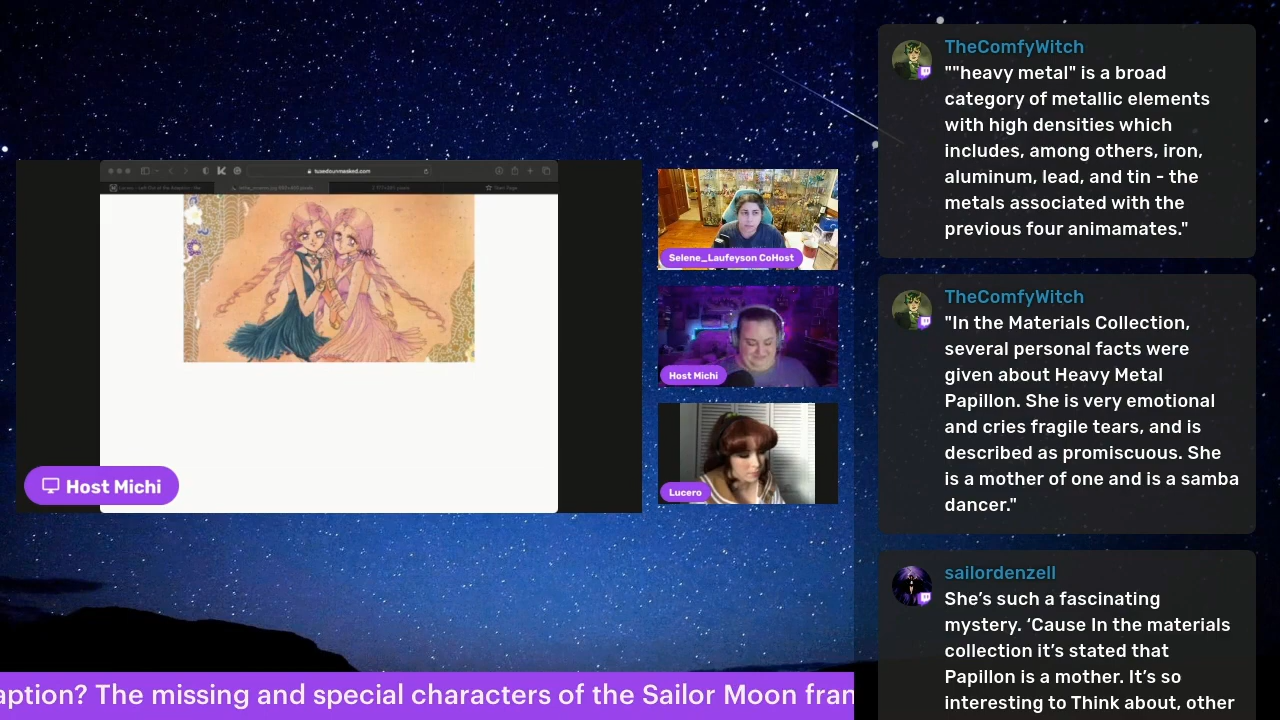 TheComfyWitch
""heavy metal" is a broad
category of metallic elements
with high densities which
includes, among others, iron,
aluminum, lead, and tin - the
metals associated with the
previous four animamates."
TheComfyWitch
"In the Materials Collection,
several personal facts were
given about Heavy Metal
Papillon. She is very emotional
and cries fragile tears, and is
described as promiscuous. She
is a mother of one and is a samba
dancer."
sailordenzell
She's such a fascinating
mystery. 'Cause In the materials
collection it's stated that
Papillon is a mother. It's so
interesting to Think about, other
tuxedounmasked.com
Start Page
Host Michi
Selene_Laufeyson CoHost
Host Michi
Lucero
aption? The missing and special characters of the Sailor Moon fran